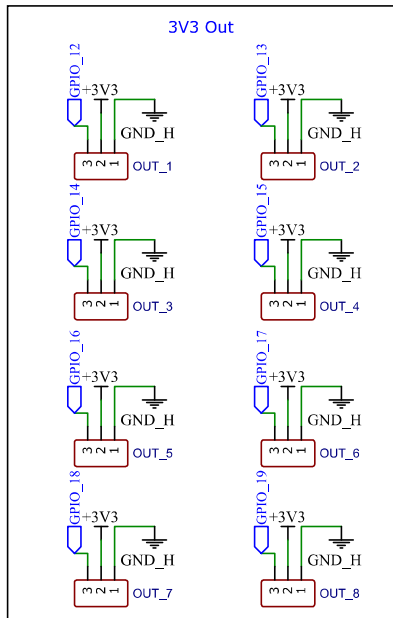 3V3 Out
GPIO_12
+3V3
GND_H
3 2 1
OUT_1
GPIO_13
+3V3
GND_H
3 2 1
OUT_2
GPIO_14
+3V3
GND_H
3 2 1
OUT_3
GPIO_15
+3V3
GND_H
3 2 1
OUT_4
GPIO_16
+3V3
GND_H
3 2 1
OUT_5
GPIO_17
+3V3
GND_H
3 2 1
OUT_6
GPIO_18
+3V3
GND_H
3 2 1
OUT_7
GPIO_19
+3V3
GND_H
3 2 1
OUT_8